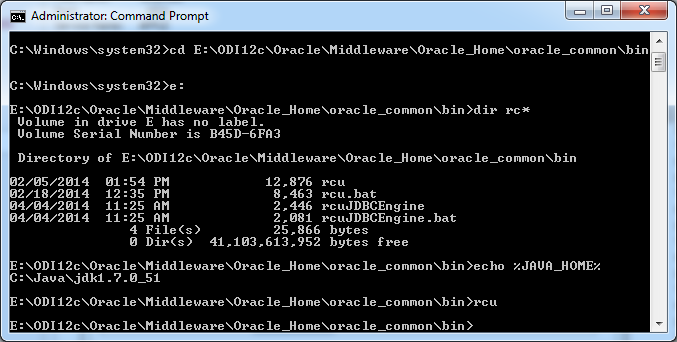 Administrator: Command Prompt
C:\Windows\system32>cd E:\ODI12c\Oracle\Middleware\Oracle_Home\oracle_common\bin
C:\Windows\system32>e:
E:\ODI12c\Oracle\Middleware\Oracle_Home\oracle_common\bin>dir rc*
Volume in drive E has no label.
Volume Serial Number is B45D-6FA3
Directory of E:\ODI12c\Oracle\Middleware\Oracle_Home\oracle_common\bin
02/05/2014  01:54 PM            12,876 rcu
02/18/2014  12:35 PM             8,463 rcu.bat
04/04/2014  11:25 AM             2,446 rcuJDBCEngine
04/04/2014  11:25 AM             2,081 rcuJDBCEngine.bat
4 File(s)         25,866 bytes
0 Dir(s)  41,103,613,952 bytes free
E:\ODI12c\Oracle\Middleware\Oracle_Home\oracle_common\bin>echo %JAVA_HOME%
C:\Java\jdk1.7.0_51
E:\ODI12c\Oracle\Middleware\Oracle_Home\oracle_common\bin>rcu
E:\ODI12c\Oracle\Middleware\Oracle_Home\oracle_common\bin>